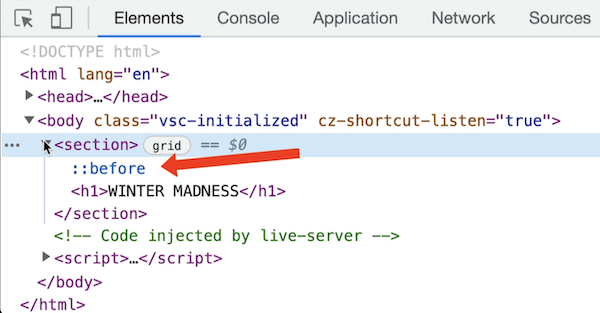 Elements Console Application Network Sources
<!DOCTYPE html>
<html lang="en">
▶<head>…</head>
▼<body class="vsc-initialized" cz-shortcut-listen="true">
… <section> grid == $0
::before
<h1>WINTER MADNESS</h1>
</section>
<!-- Code injected by live-server -->
▶<script>…</script>
</body>
</html>